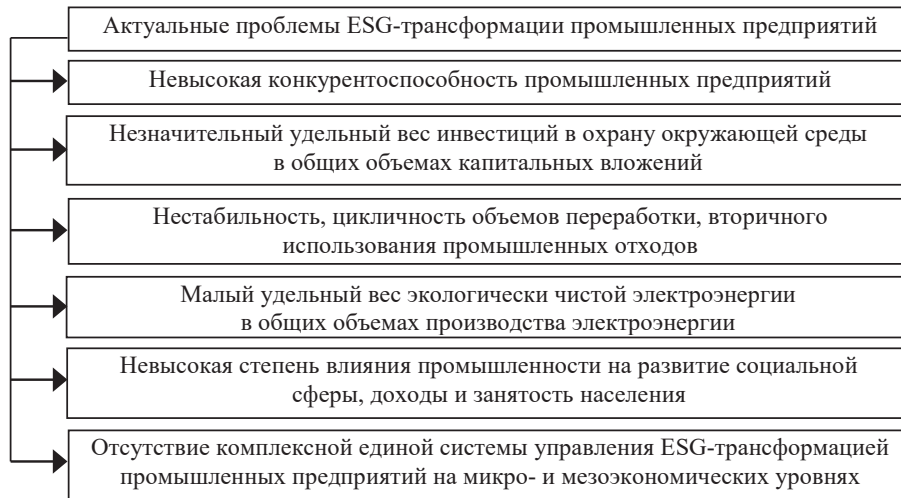 Актуальные проблемы ESG-трансформации промышленных предприятий
Невысокая конкурентоспособность промышленных предприятий
Незначительный удельный вес инвестиций в охрану окружающей среды
в общих объемах капитальных вложений
Нестабильность, цикличность объемов переработки, вторичного
использования промышленных отходов
Малый удельный вес экологически чистой электроэнергии
в общих объемах производства электроэнергии
Невысокая степень влияния промышленности на развитие социальной
сферы, доходы и занятость населения
Отсутствие комплексной единой системы управления ESG-трансформацией
промышленных предприятий на микро- и мезоэкономических уровнях